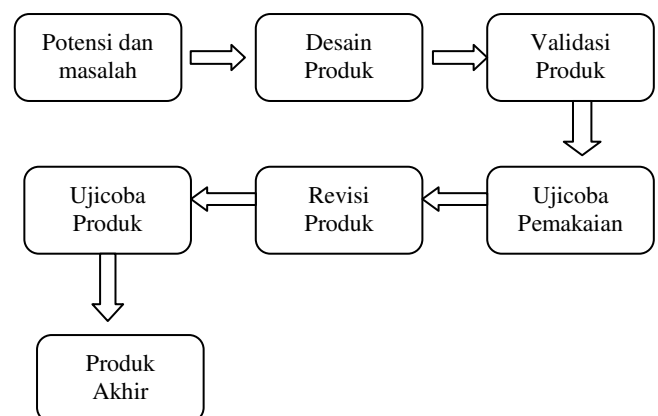 Potensi dan
masalah
Desain
Produk
Validasi
Produk
Ujicoba
Pemakaian
Revisi
Produk
Ujicoba
Produk
Produk
Akhir